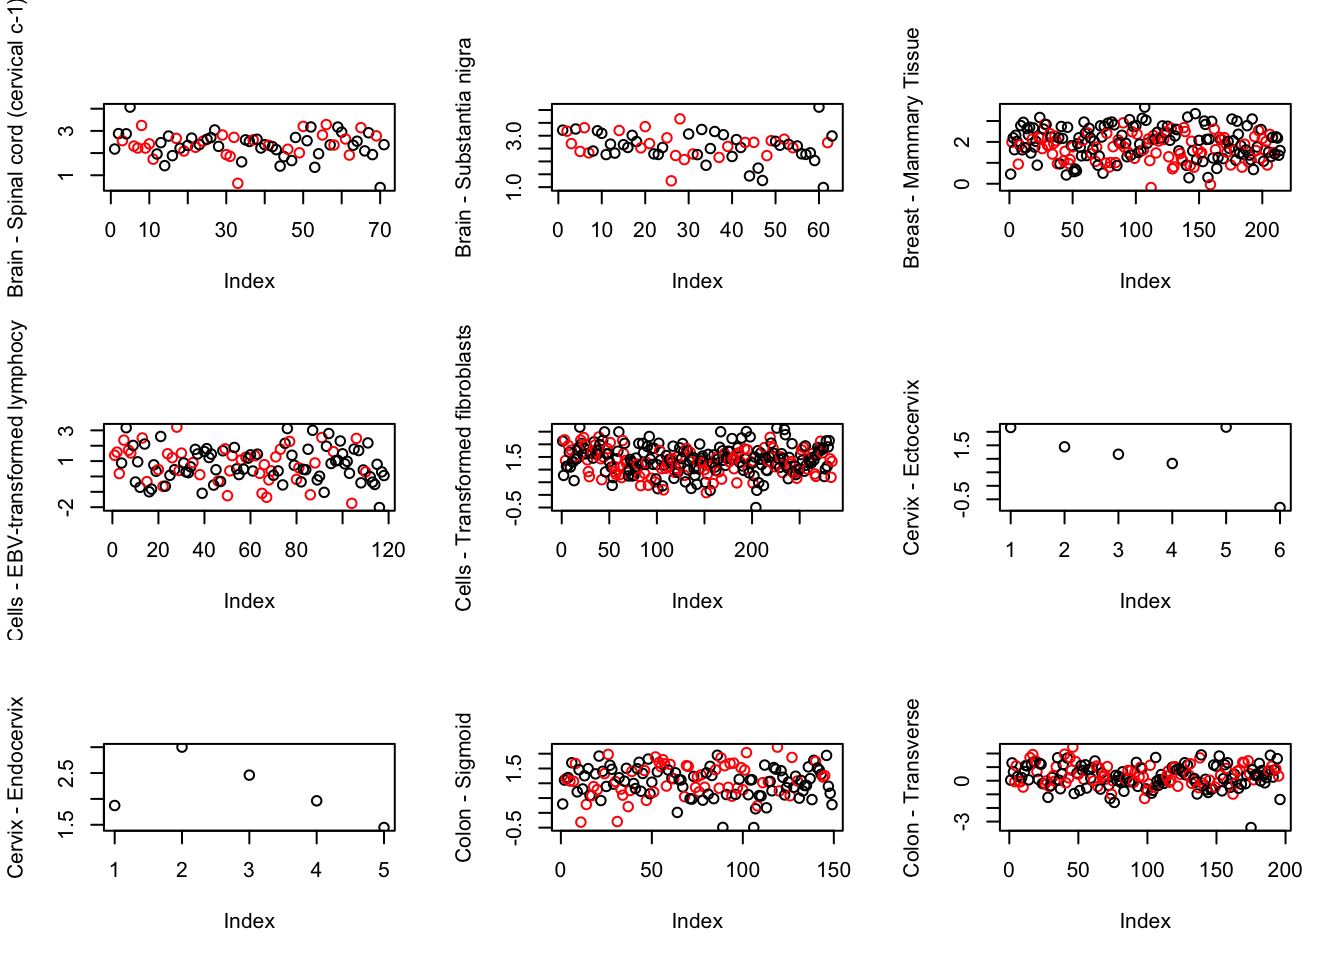 Brain - Spinal cord (cervical c-1)
1 3
0 10 30 50 70
Index
Brain - Substantia nigra
1.0 3.0
0 10 20 30 40 50 60
Index
Breast - Mammary Tissue
0 2
0 50 100 150 200
Index
Cells - EBV-transformed lymphocy
-2 1 3
0 20 40 60 80 120
Index
Cells - Transformed fibroblasts
-0.5 1.5
0 50 100 200
Index
Cervix - Ectocervix
-0.5 1.5
1 2 3 4 5 6
Index
Cervix - Endocervix
1.5 2.5
1 2 3 4 5
Index
Colon - Sigmoid
-0.5 1.5
0 50 100 150
Index
Colon - Transverse
-3 0
0 50 100 150 200
Index